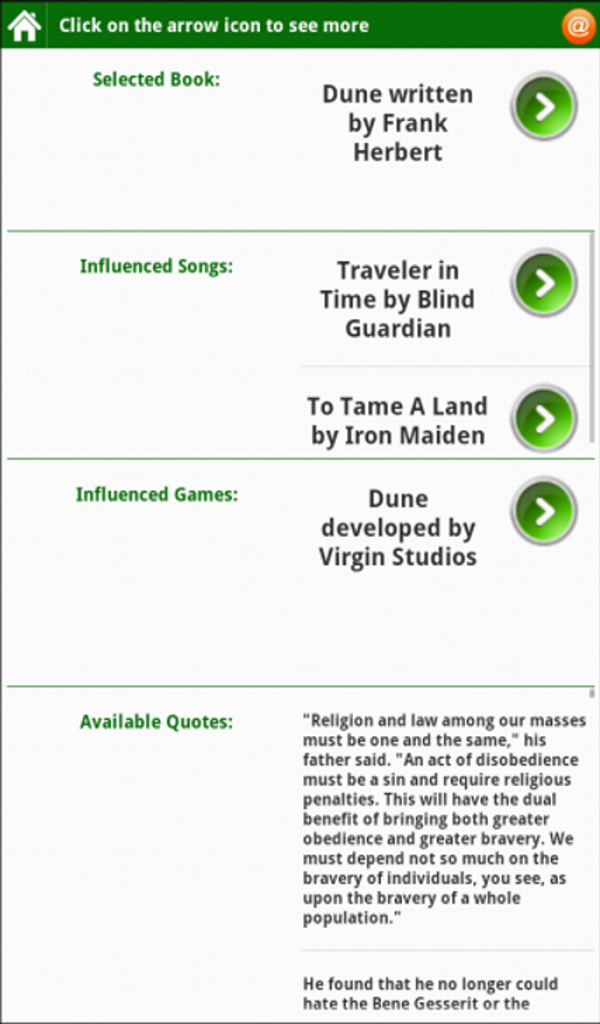 Click on the arrow icon to see more
@
Selected Book:
Dune written
by Frank
Herbert
Influenced Songs:
Traveler in
Time by Blind
Guardian
To Tame A Land
by Iron Maiden
Influenced Games:
Dune
developed by
Virgin Studios
Available Quotes:
"Religion and law among our masses
must be one and the same," his
father said. "An act of disobedience
must be a sin and require religious
penalties. This will have the dual
benefit of bringing both greater
obedience and greater bravery. We
must depend not so much on the
bravery of individuals, you see, as
upon the bravery of a whole
population."
He found that he no longer could
hate the Bene Gesserit or the